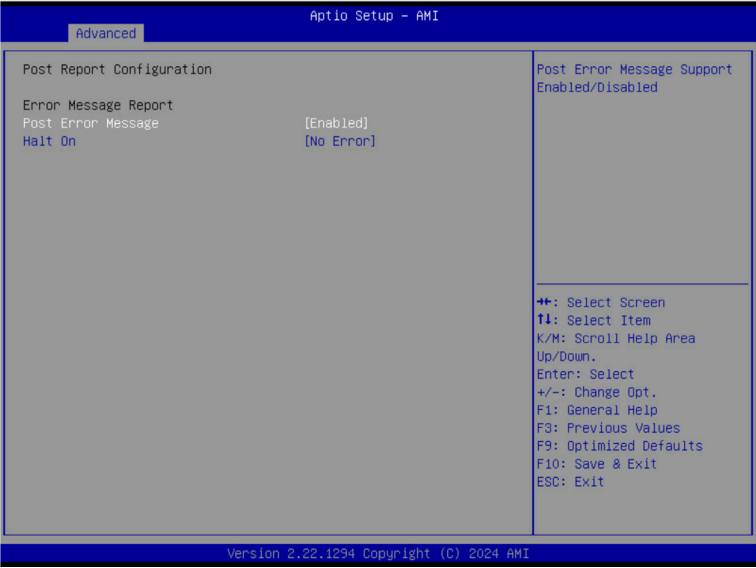 Aptio Setup – AMI
Advanced
Post Report Configuration
Error Message Report
Post Error Message [Enabled]
Halt On [No Error]
Post Error Message Support
Enabled/Disabled
→←: Select Screen
↑↓: Select Item
K/M: Scroll Help Area
Up/Down.
Enter: Select
+/-: Change Opt.
F1: General Help
F3: Previous Values
F9: Optimized Defaults
F10: Save & Exit
ESC: Exit
Version 2.22.1294 Copyright (C) 2024 AMI